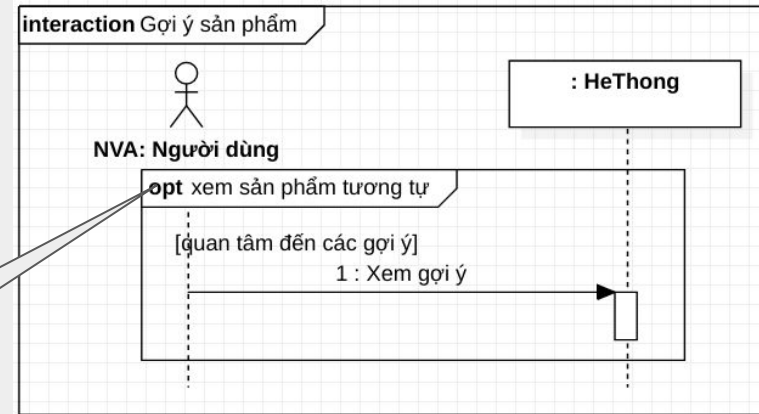 interaction Gợi ý sản phẩm
: HeThong
NVA: Người dùng
opt xem sản phẩm tương tự
[quan tâm đến các gợi ý]
1 : Xem gợi ý